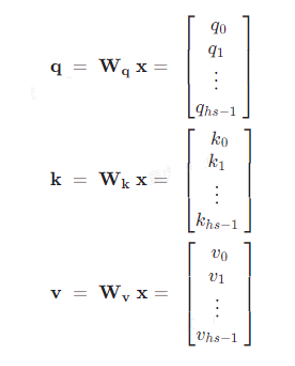 q = W_q x = [q_0
q_1
⋮
q_{hs−1}]
k = W_k x = [k_0
k_1
⋮
k_{hs−1}]
v = W_v x = [v_0
v_1
⋮
v_{hs−1}]